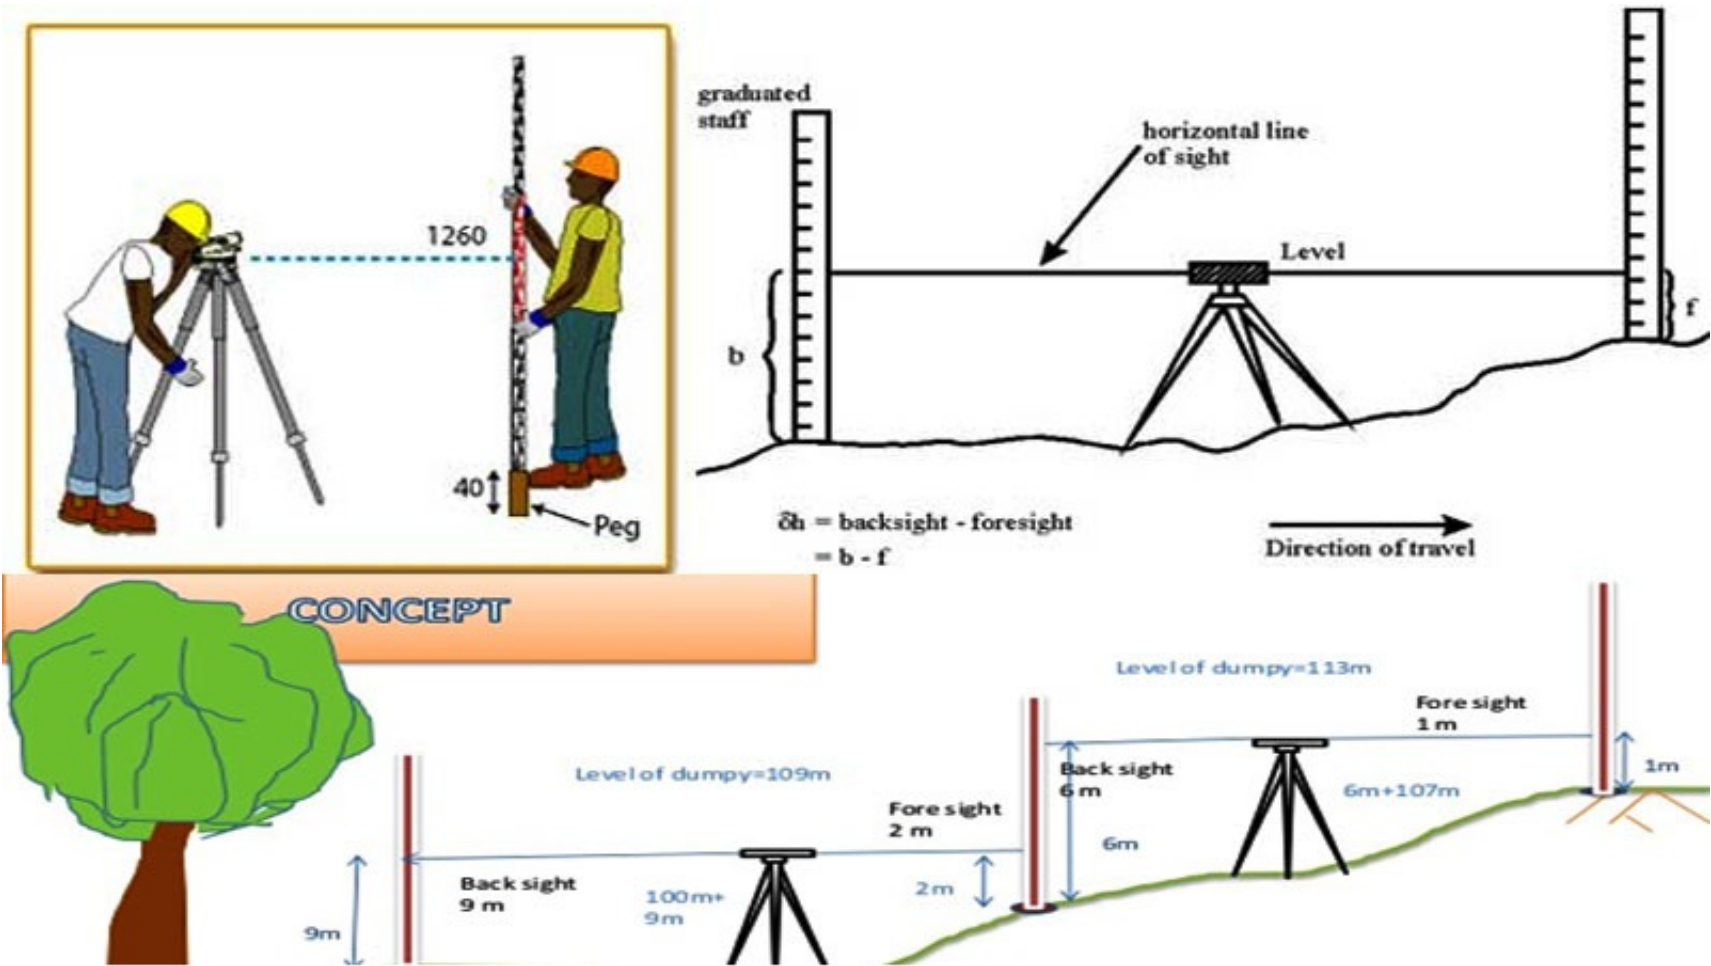 1260
40
Peg
graduated
staff
horizontal line
of sight
Level
b
f
δh = backsight - foresight
= b - f
Direction of travel
CONCEPT
Level of dumpy=113m
Fore sight
1 m
Level of dumpy=109m
Back sight
6 m
6m+107m
1m
Fore sight
2 m
6m
Back sight
9 m
100m+
9m
2m
9m